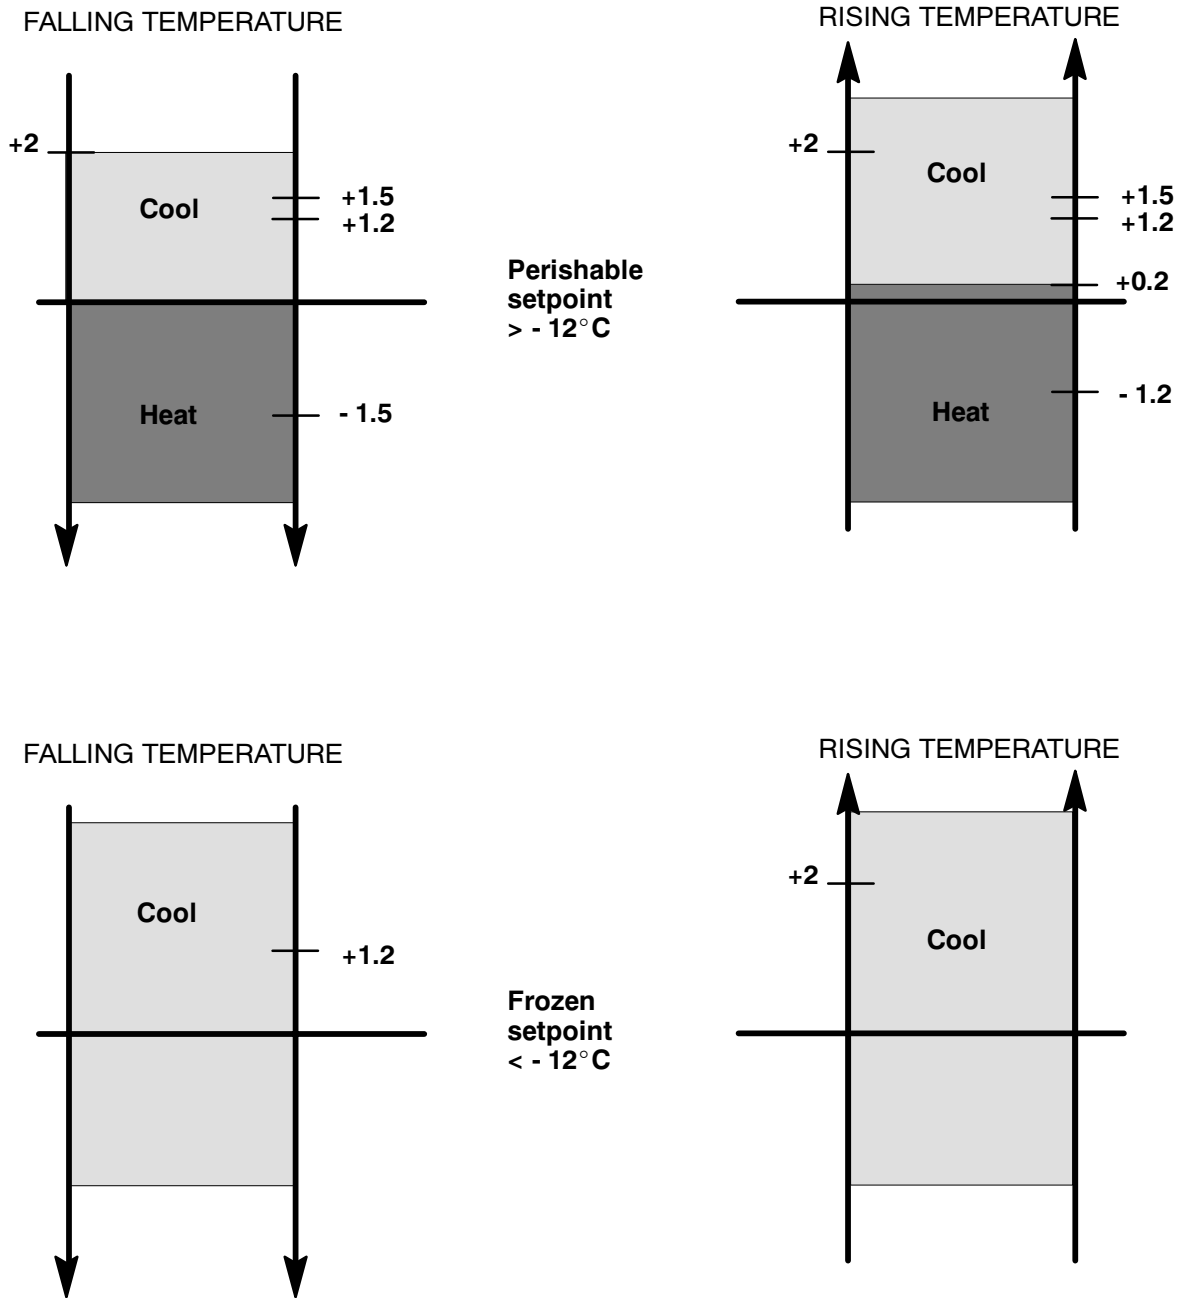 FALLING TEMPERATURE
+2
Cool
+1.5
+1.2
Heat
- 1.5
Perishable
setpoint
> - 12°C
RISING TEMPERATURE
+2
Cool
+1.5
+1.2
+0.2
- 1.2
Heat
FALLING TEMPERATURE
Cool
+1.2
Frozen
setpoint
< - 12°C
RISING TEMPERATURE
+2
Cool